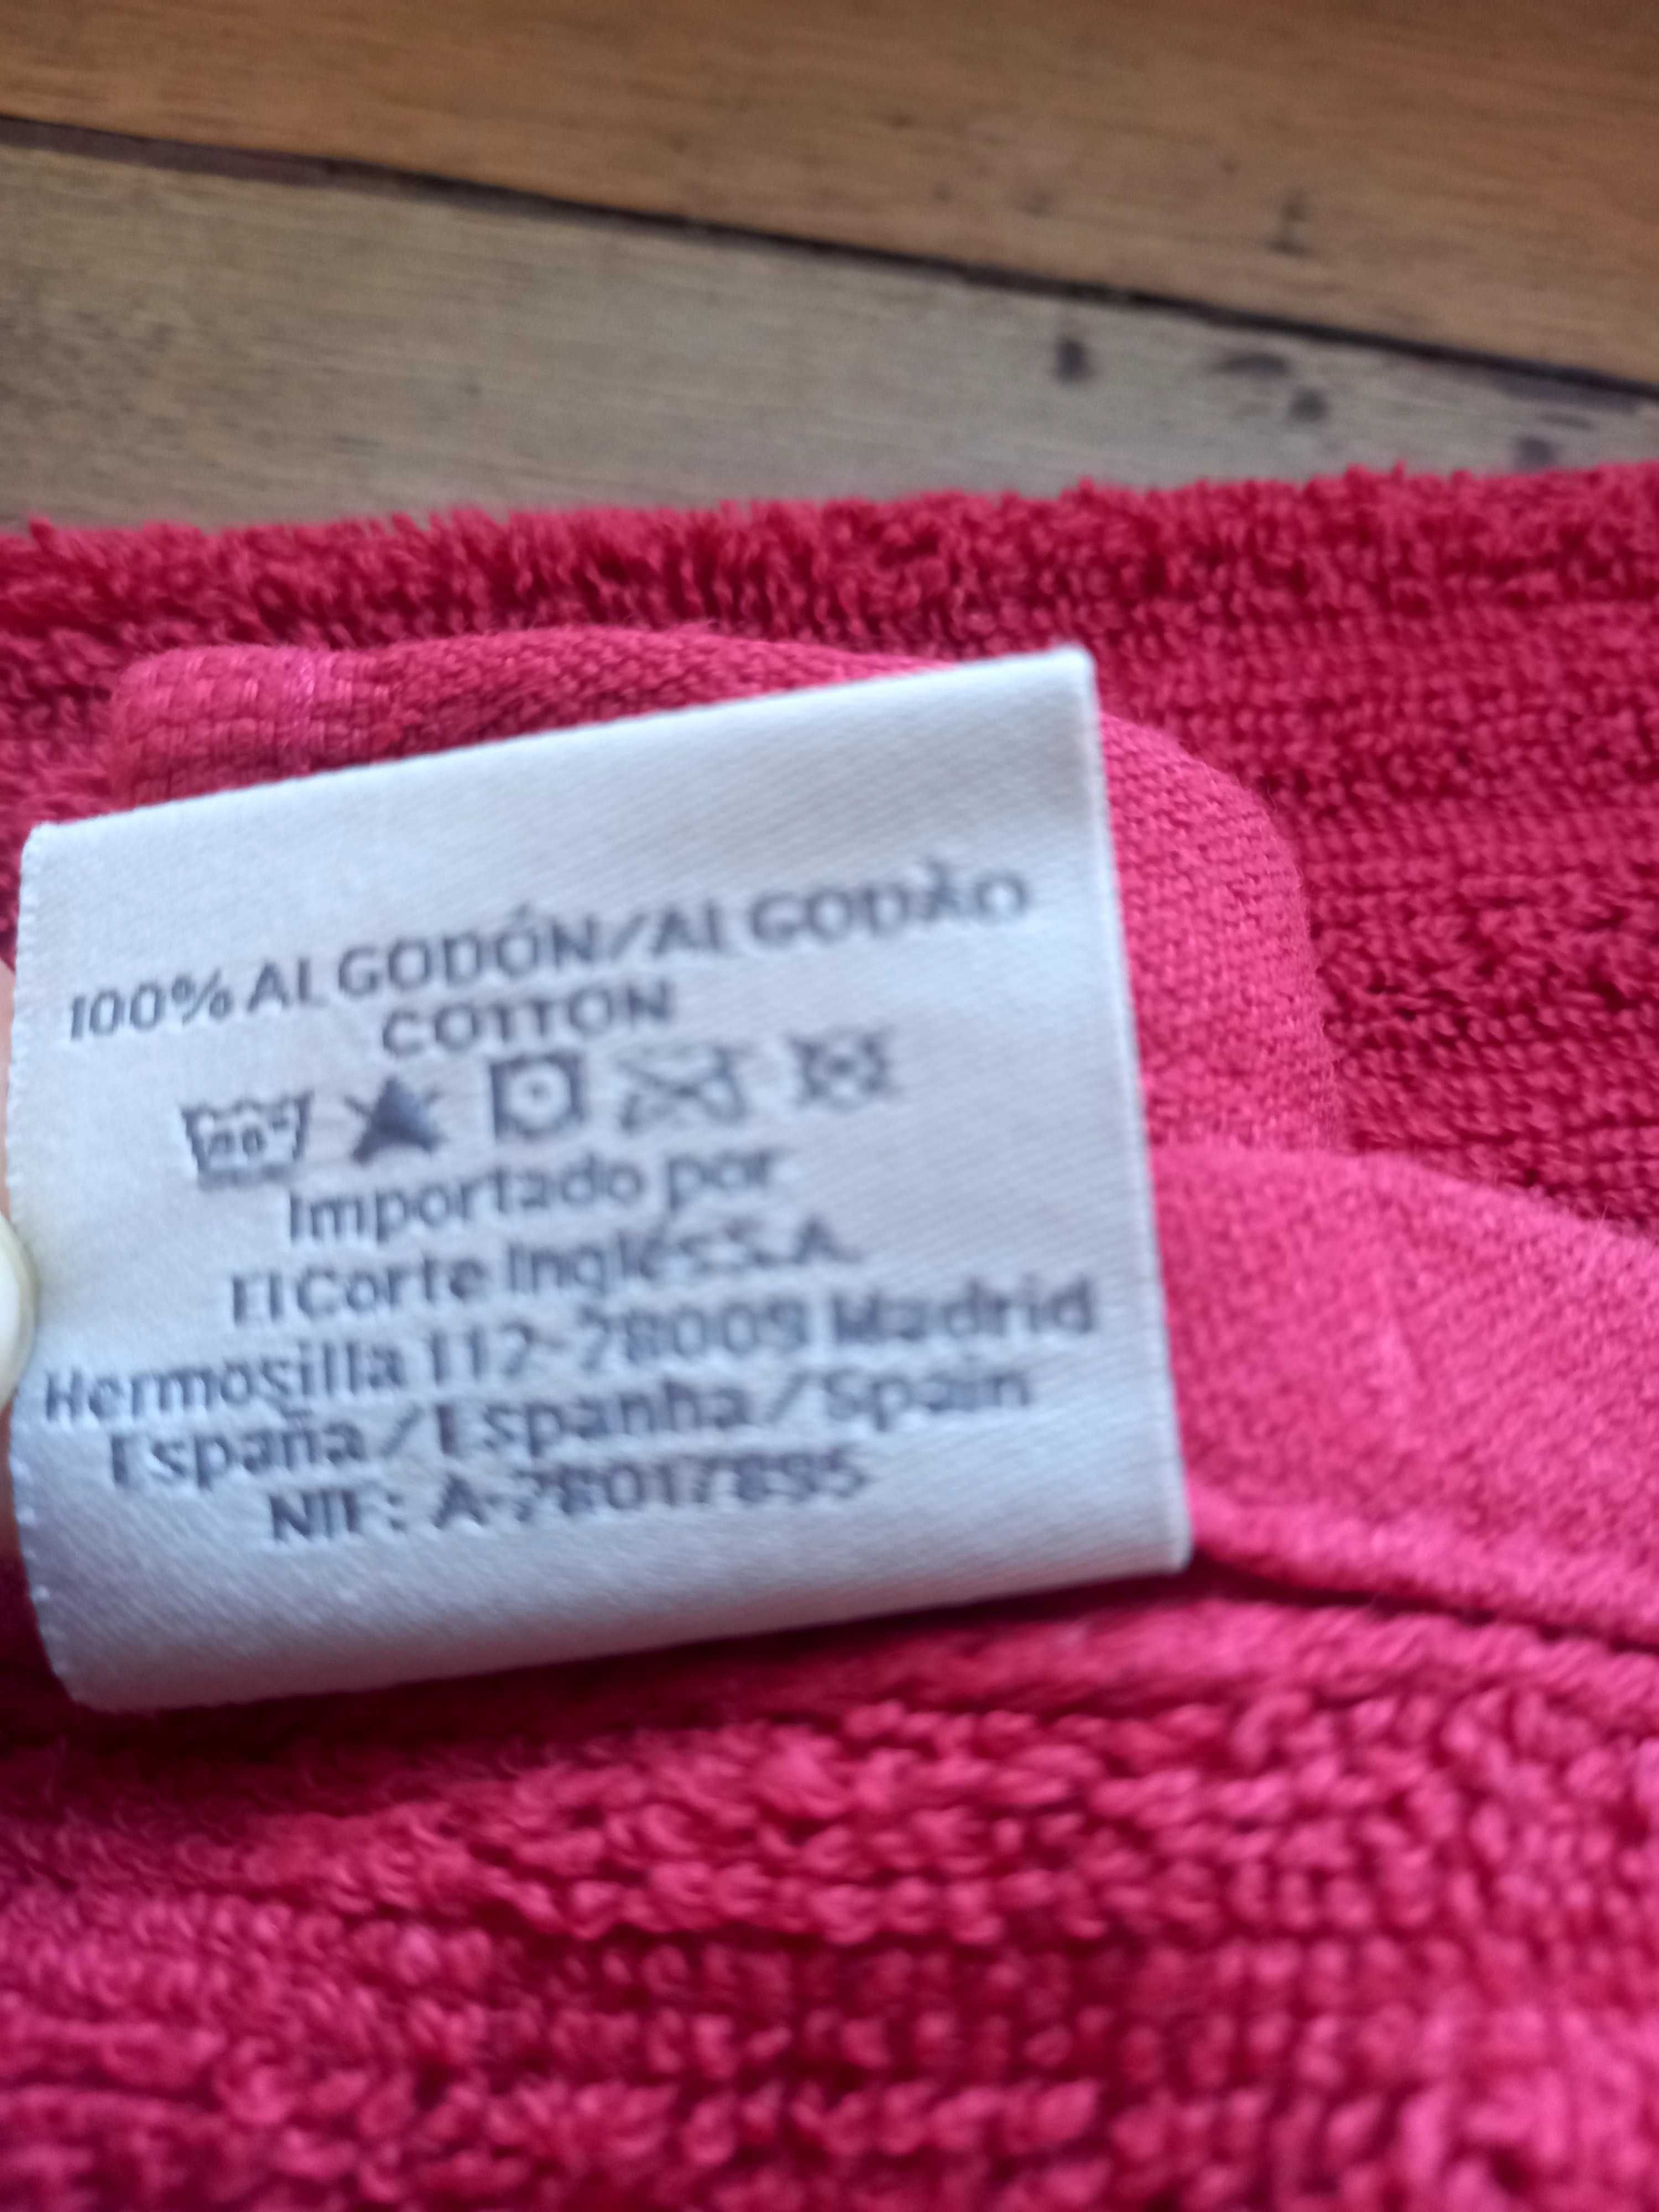 100% ALGODÓN/ALGODÃO
COTTON
Importado por
El Corte Inglés S.A.
Hermosilla 112-28009 Madrid
España/Espanha/Spain
NIF: A-28017895